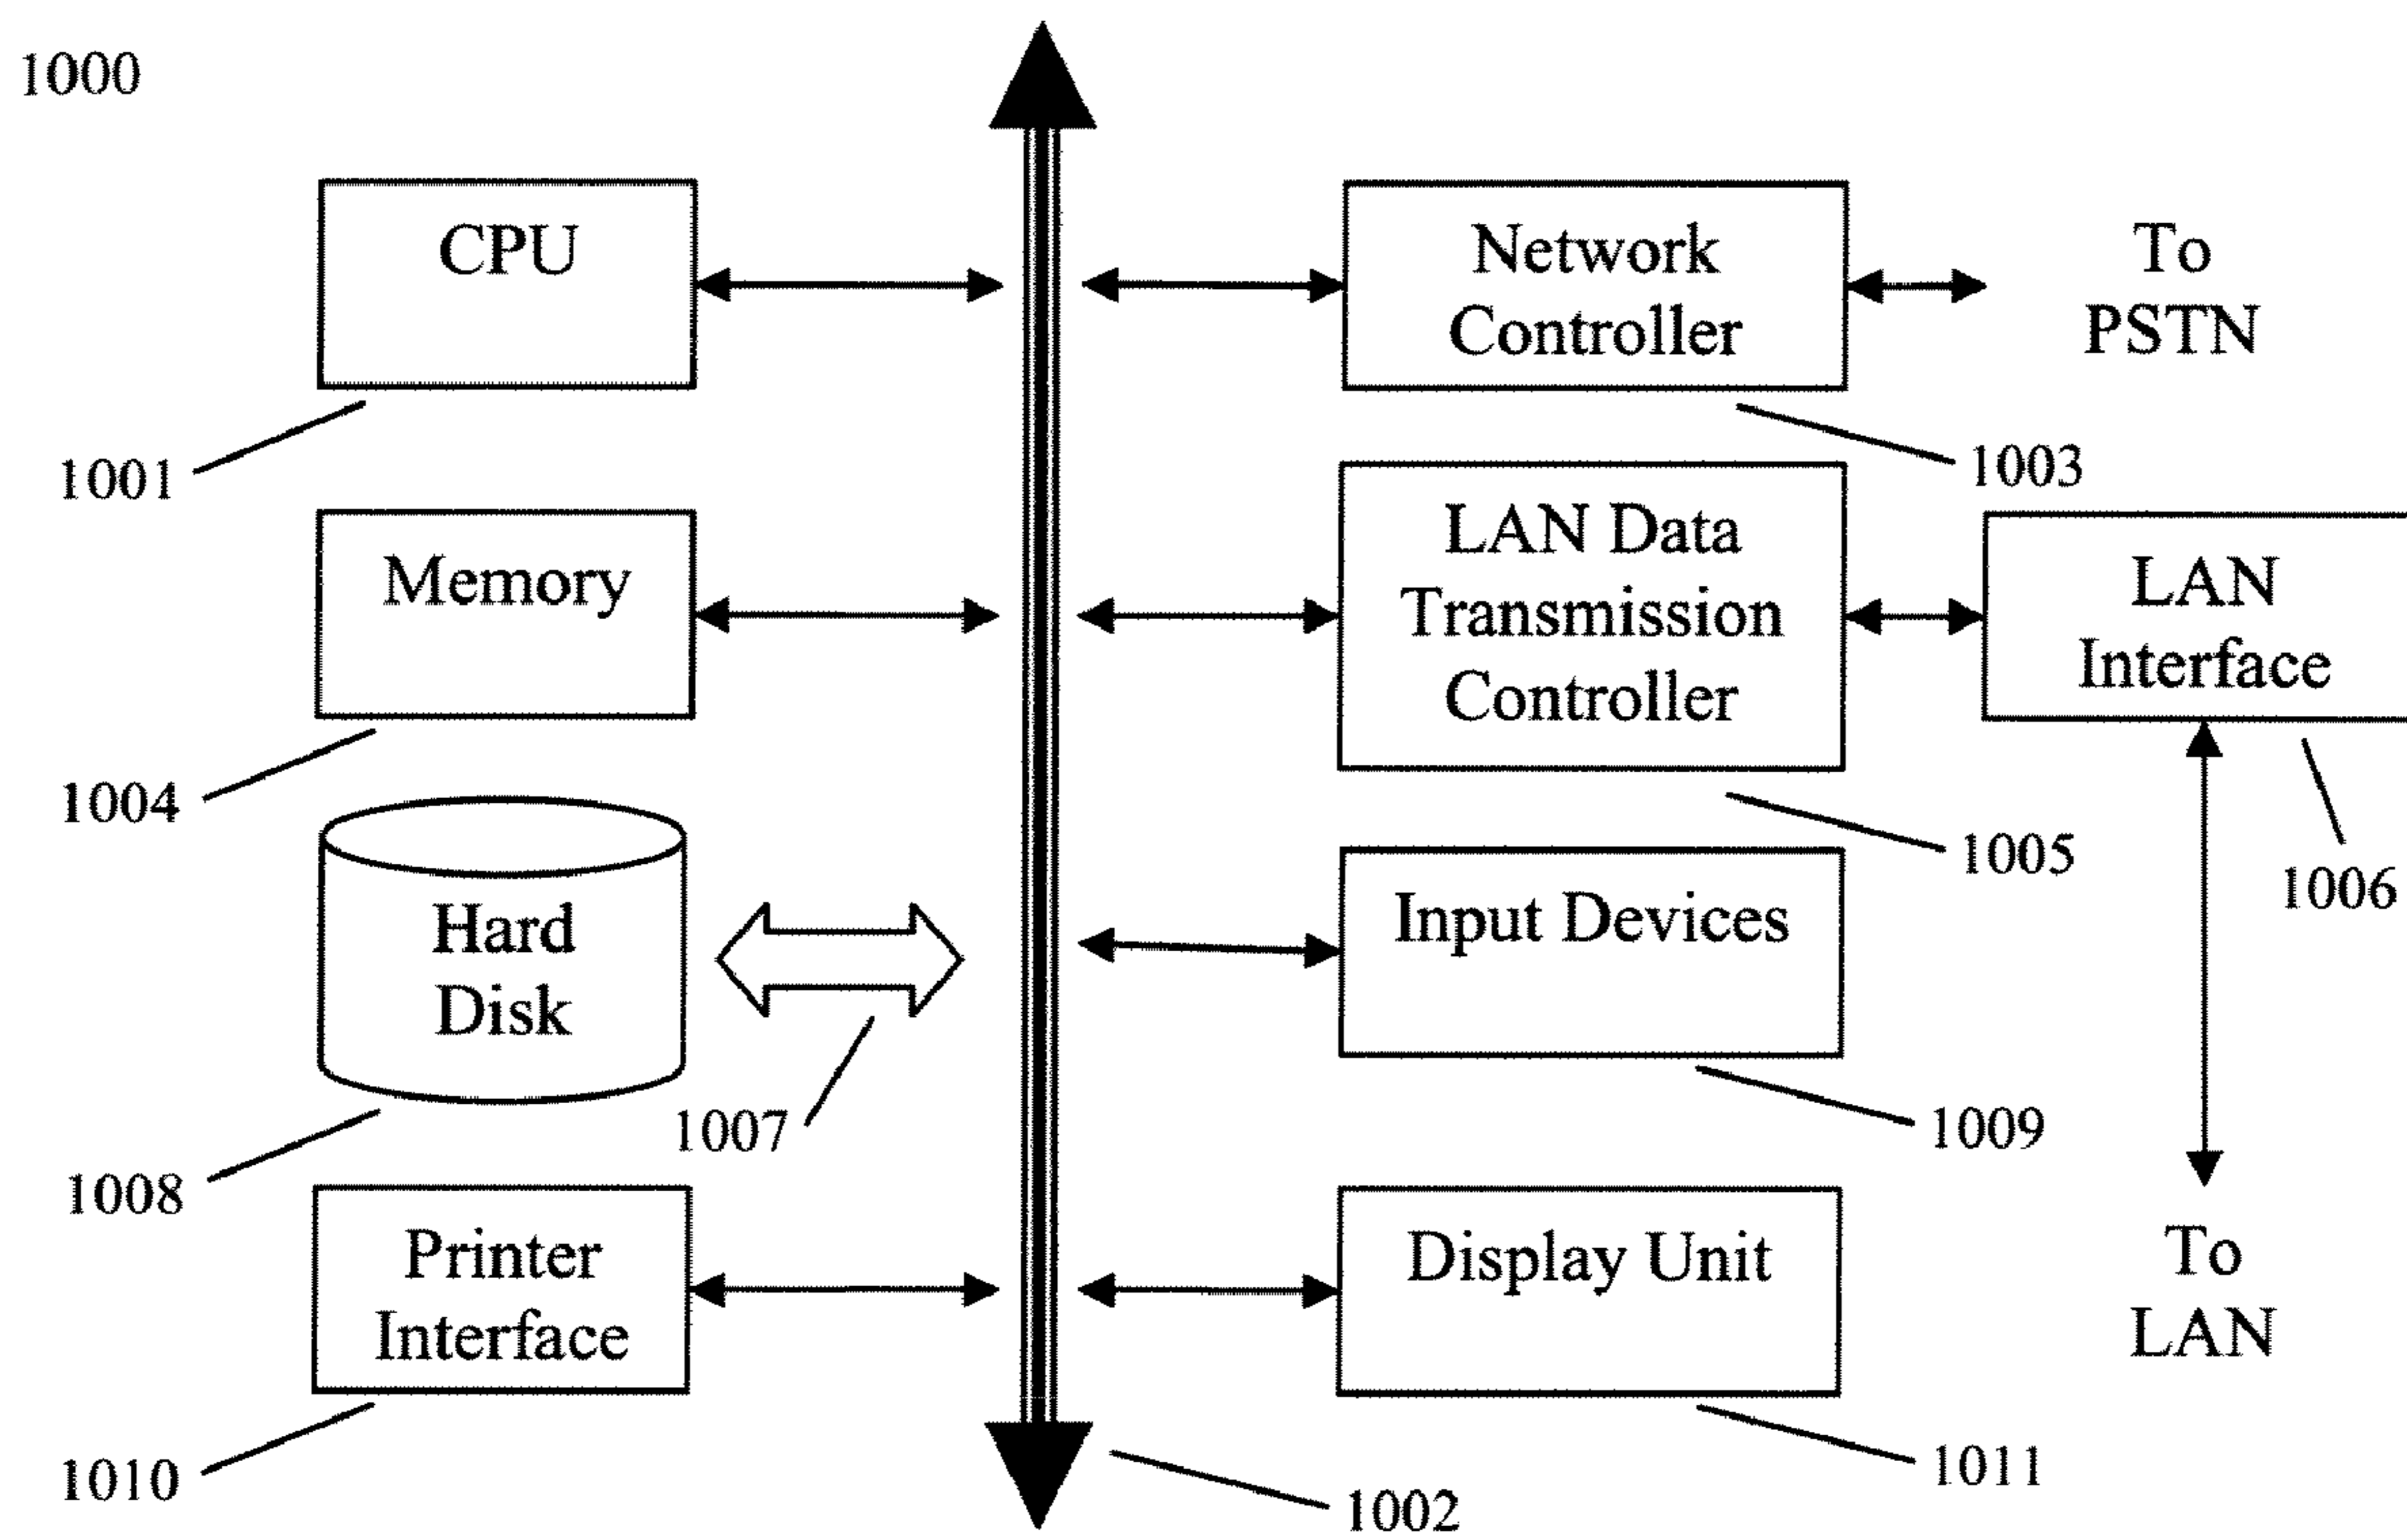 1000
CPU
1001
Network
Controller
To
PSTN
1003
Memory
1004
LAN Data
Transmission
Controller
1005
LAN
Interface
1006
Hard
Disk
1007
1008
Input Devices
1009
Printer
Interface
1010
Display Unit
1011
To
LAN
1002